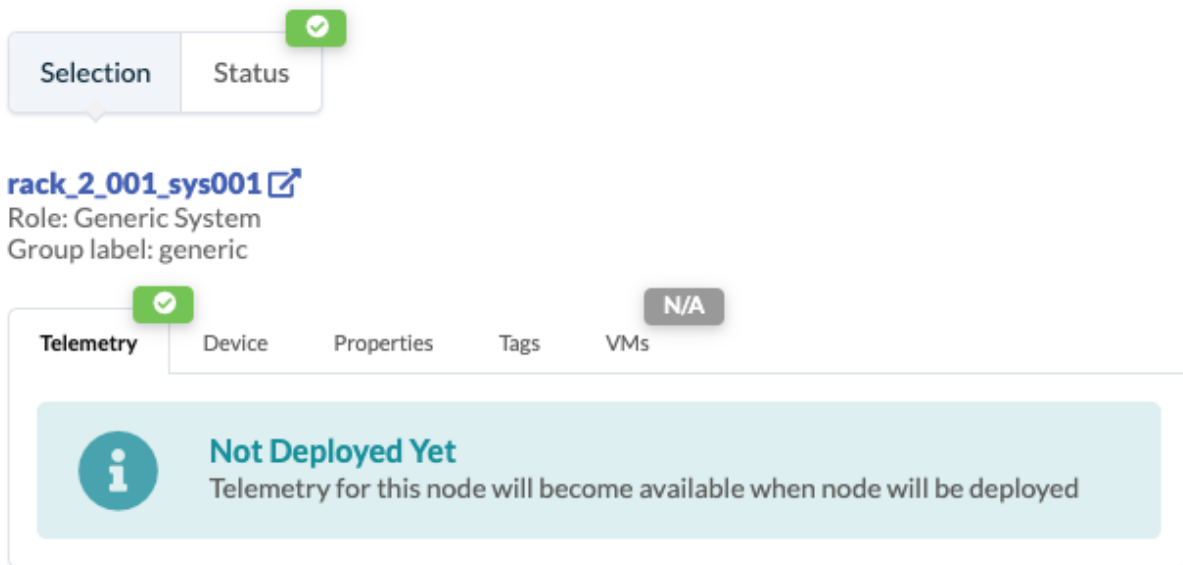 Selection Status
rack_2_001_sys001
Role: Generic System
Group label: generic
N/A
Telemetry Device Properties Tags VMs
Not Deployed Yet
Telemetry for this node will become available when node will be deployed